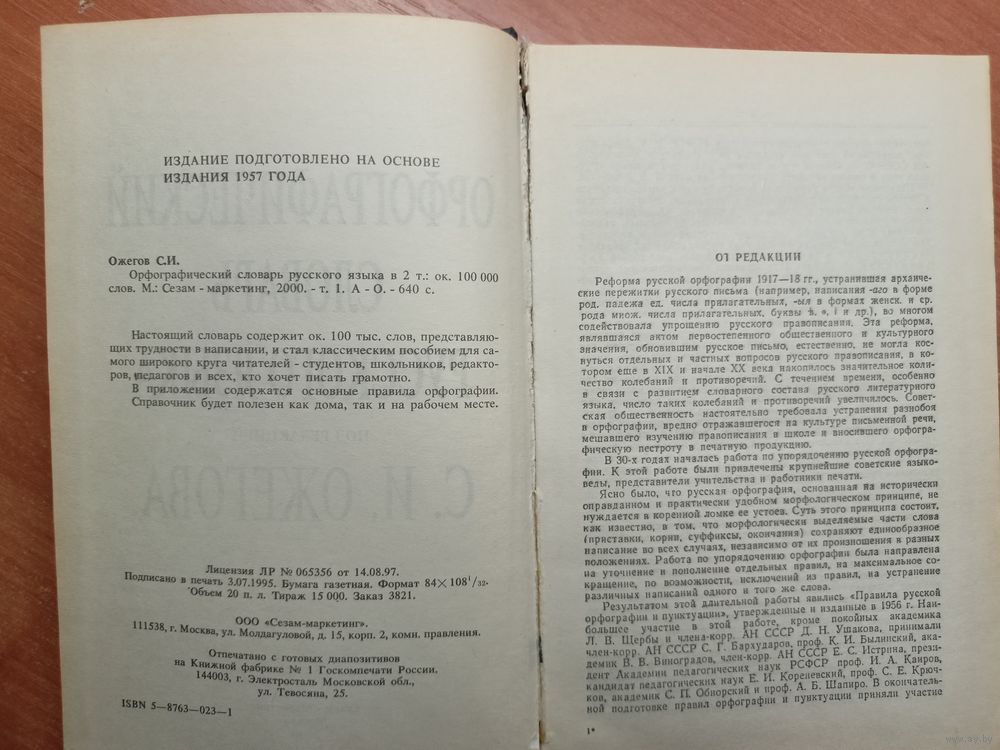 ИЗДАНИЕ ПОДГОТОВЛЕНО НА ОСНОВЕ
ИЗДАНИЯ 1957 ГОДА
Ожегов С.И.
Орфографический словарь русского языка в 2 т.: ок. 100 000
слов. М.: Сезам - маркетинг, 2000. - т. 1. А - О. - 640 с.
Настоящий словарь содержит ок. 100 тыс. слов, представляю-
щих трудности в написании, и стал классическим пособием для са-
мого широкого круга читателей - студентов, школьников, редакто-
ров, педагогов и всех, кто хочет писать грамотно.
В приложении содержатся основные правила орфографии.
Справочник будет полезен как дома, так и на рабочем месте.
Лицензия ЛР № 065356 от 14.08.97.
Подписано в печать 3.07.1995. Бумага газетная. Формат 84×108¹/₃₂.
Объем 20 п. л. Тираж 15 000. Заказ 3821.
ООО «Сезам-маркетинг».
111538, г. Москва, ул. Молдагуловой, д. 15, корп. 2, комн. правления.
Отпечатано с готовых диапозитивов
на Книжной фабрике № 1 Госкомпечати России.
144003, г. Электросталь Московской обл.,
ул. Тевосяна, 25.
ISBN 5—8763—023—1
ОТ РЕДАКЦИИ
Реформа русской орфографии 1917—18 гг., устранившая архаиче-
ские пережитки русского письма (например, написания -аго в форме
род. падежа ед. числа прилагательных, -ыя в формах женск. и ср.
рода множ. числа прилагательных, буквы ѣ, ѳ, i и др.), во многом
содействовала упрощению русского правописания. Эта реформа,
являвшаяся актом первостепенного общественного и культурного
значения, обновившим русское письмо, естественно, не могла кос-
нуться отдельных и частных вопросов русского правописания, в ко-
тором еще в XIX и начале XX века накопилось значительное коли-
чество колебаний и противоречий. С течением времени, особенно
в связи с развитием словарного состава русского литературного
языка, число таких колебаний и противоречий увеличилось. Совет-
ская общественность настоятельно требовала устранения разнобоя
в орфографии, вредно отражавшегося на культуре письменной речи,
мешавшего изучению правописания в школе и вносившего орфогра-
фическую пестроту в печатную продукцию.
В 30-х годах началась работа по упорядочению русской орфогра-
фии. К этой работе были привлечены крупнейшие советские языко-
веды, представители учительства и работники печати.
Ясно было, что русская орфография, основанная на исторически
оправданном и практически удобном морфологическом принципе, не
нуждается в коренной ломке ее устоев. Суть этого принципа состоит,
как известно, в том, что морфологически выделяемые части слова
(приставки, корни, суффиксы, окончания) сохраняют единообразное
написание во всех случаях, независимо от их произношения в разных
положениях. Работа по упорядочению орфографии была направлена
на уточнение и пополнение отдельных правил, на максимальное со-
кращение, по возможности, исключений из правил, на устранение
различных написаний одного и того же слова.
Результатом этой длительной работы явились «Правила русской
орфографии и пунктуации», утвержденные и изданные в 1956 г. Наи-
большее участие в этой работе, кроме покойных академика
Л. В. Щербы и члена-корр. АН СССР Д. Н. Ушакова, принимали
член-корр. АН СССР С. Г. Бархударов, проф. К. И. Былинский, ака-
демик В. В. Виноградов, член-корр. АН СССР Е. С. Истрина, прези-
дент Академии педагогических наук РСФСР проф. И. А. Каиров,
кандидат педагогических наук Е. И. Кореневский, проф. С. Е. Крюч-
ков, академик С. П. Обнорский и проф. А. Б. Шапиро. В окончатель-
ной подготовке правил орфографии и пунктуации приняли участие
1*
www.ay.by